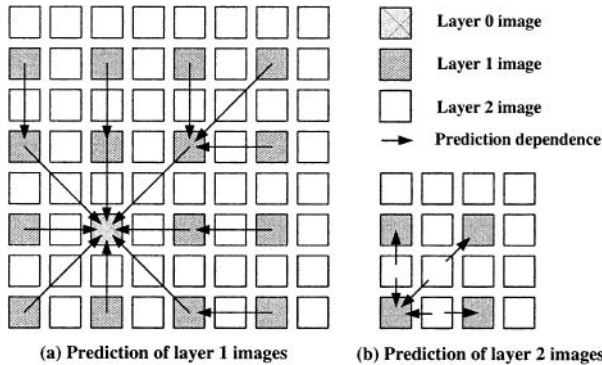 Layer 0 image
Layer 1 image
Layer 2 image
Prediction dependence
(a) Prediction of layer 1 images
(b) Prediction of layer 2 images